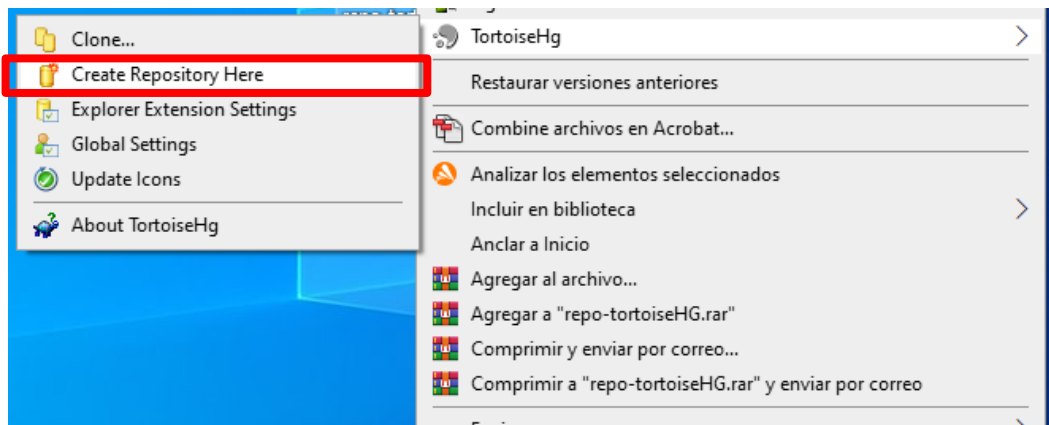 Clone...
Create Repository Here
Explorer Extension Settings
Global Settings
Update Icons
About TortoiseHg
TortoiseHg
Restaurar versiones anteriores
Combine archivos en Acrobat...
Analizar los elementos seleccionados
Incluir en biblioteca
Anclar a Inicio
Agregar al archivo...
Agregar a "repo-tortoiseHG.rar"
Comprimir y enviar por correo...
Comprimir a "repo-tortoiseHG.rar" y enviar por correo